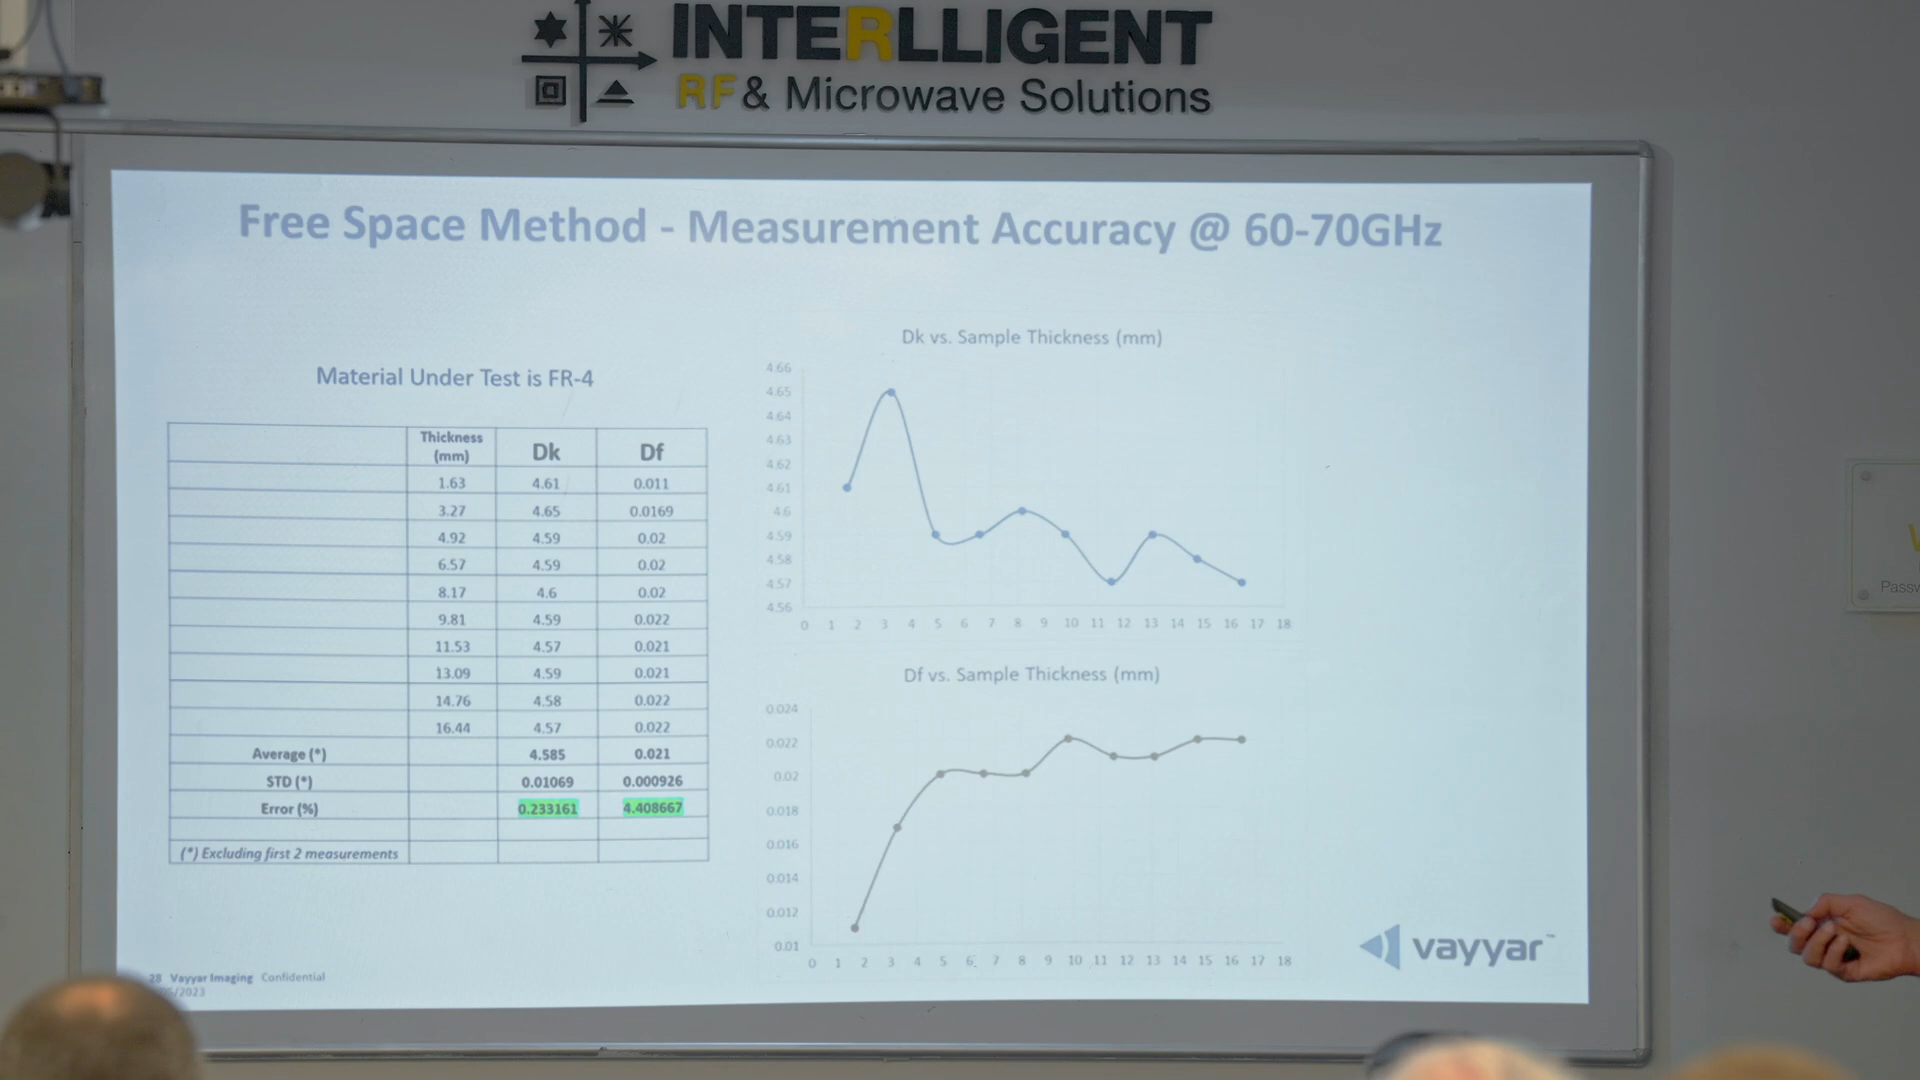 INTERLLIGENT
RF & Microwave Solutions
Free Space Method - Measurement Accuracy @ 60-70GHz
Material Under Test is FR-4
Thickness (mm) Dk Df
1.63 4.61 0.011
3.27 4.65 0.0169
4.92 4.59 0.02
6.57 4.59 0.02
8.17 4.6 0.02
9.81 4.59 0.022
11.53 4.57 0.021
13.09 4.59 0.021
14.76 4.58 0.022
16.44 4.57 0.022
Average (*) 4.585 0.021
STD (*) 0.01069 0.000926
Error (%) 0.233161 4.408667
(*) Excluding first 2 measurements
Dk vs. Sample Thickness (mm)
4.66
4.65
4.64
4.63
4.62
4.61
4.6
4.59
4.58
4.57
4.56
0 1 2 3 4 5 6 7 8 9 10 11 12 13 14 15 16 17 18
Df vs. Sample Thickness (mm)
0.024
0.022
0.02
0.018
0.016
0.014
0.012
0.01
0 1 2 3 4 5 6 7 8 9 10 11 12 13 14 15 16 17 18
vayyar™
28 Vayyar Imaging Confidential
/2023